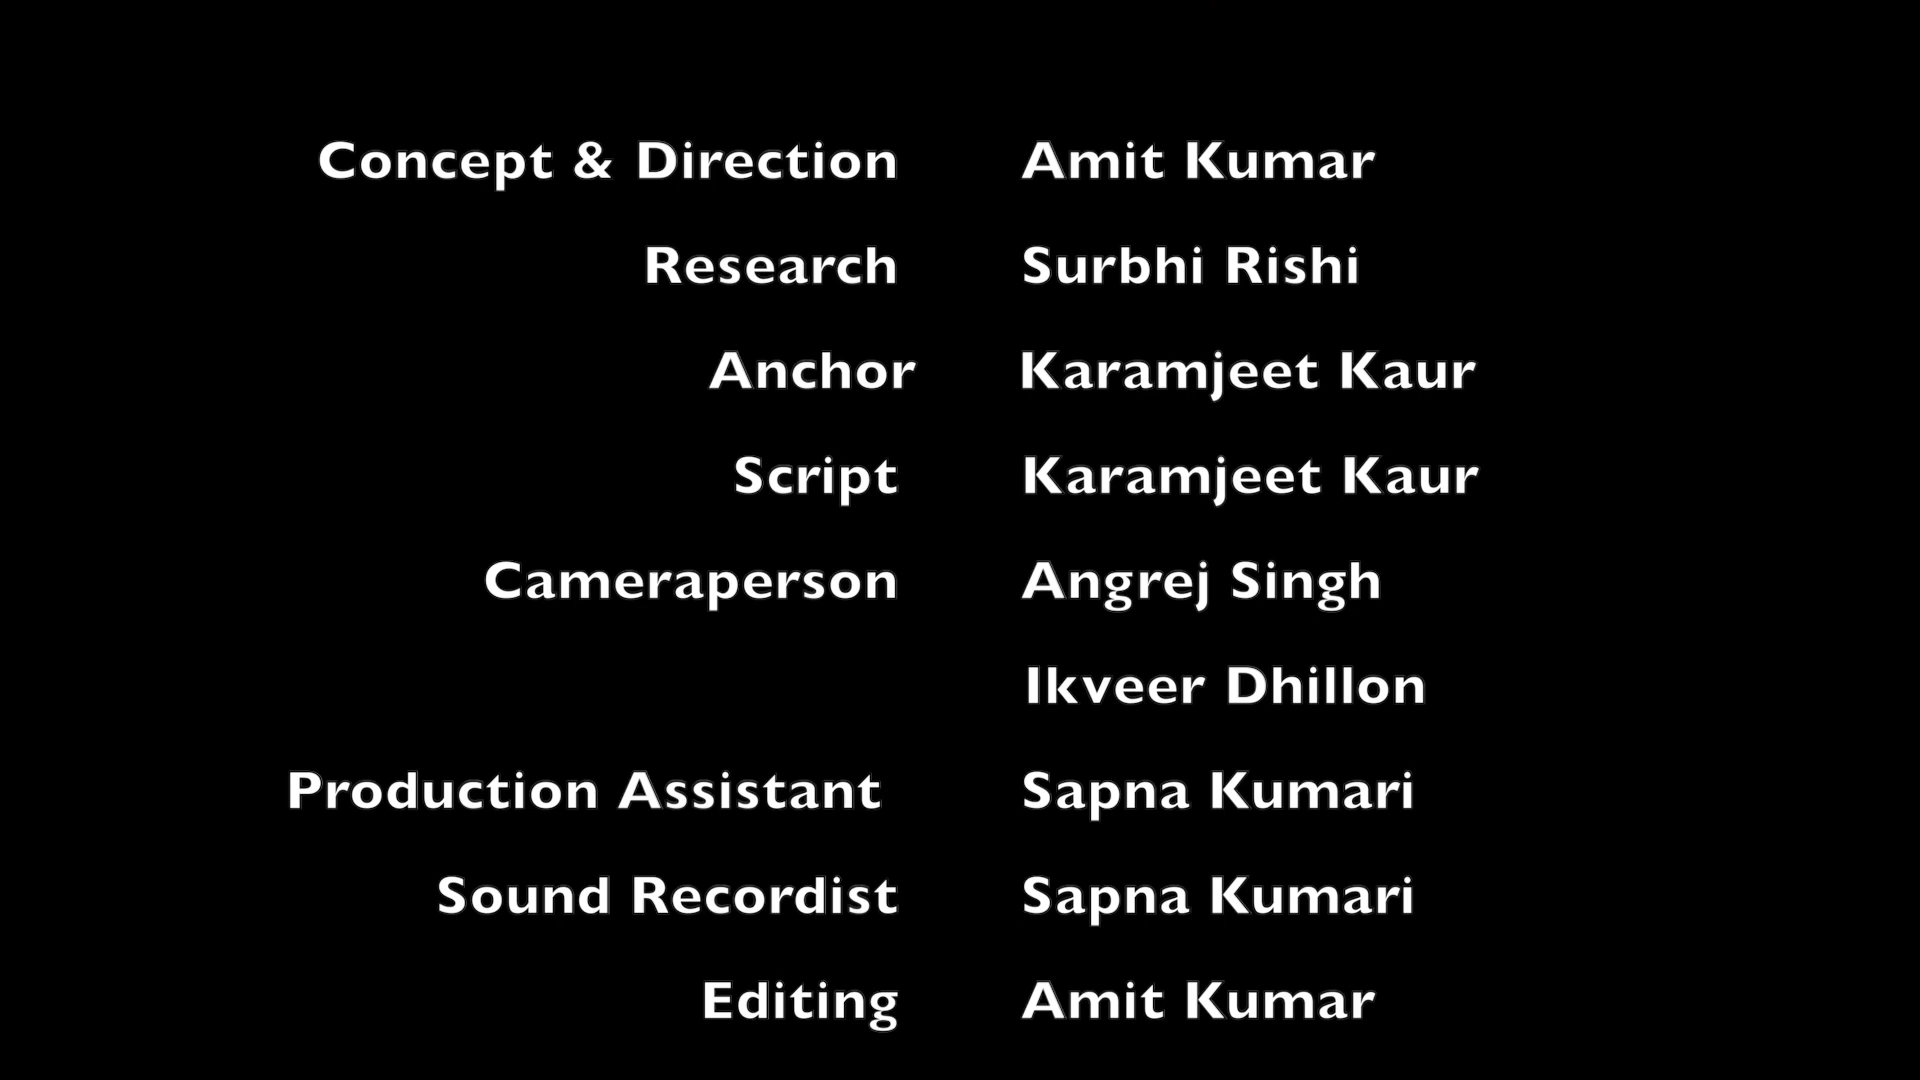 Concept & Direction Amit Kumar
Research Surbhi Rishi
Anchor Karamjeet Kaur
Script Karamjeet Kaur
Cameraperson Angrej Singh
Ikveer Dhillon
Production Assistant Sapna Kumari
Sound Recordist Sapna Kumari
Editing Amit Kumar